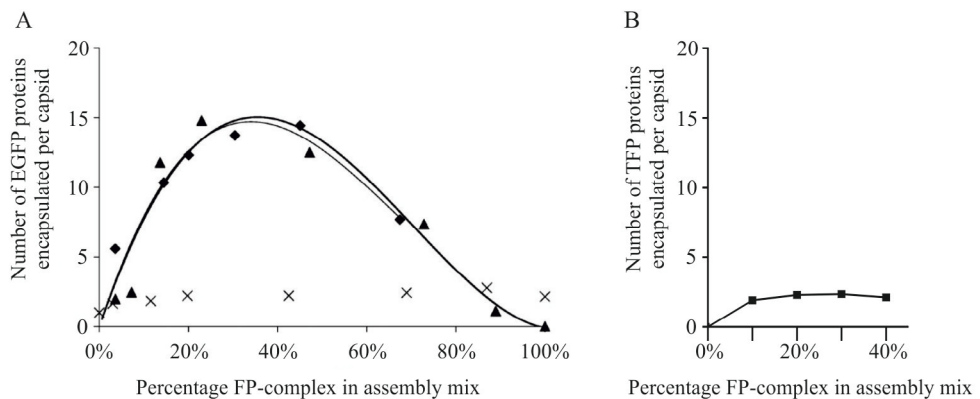 A
Number of EGFP proteins
encapsulated per capsid
20
15
10
5
0
0% 20% 40% 60% 80% 100%
Percentage FP-complex in assembly mix
B
Number of TFP proteins
encapsulated per capsid
20
15
10
5
0
0% 20% 40%
Percentage FP-complex in assembly mix